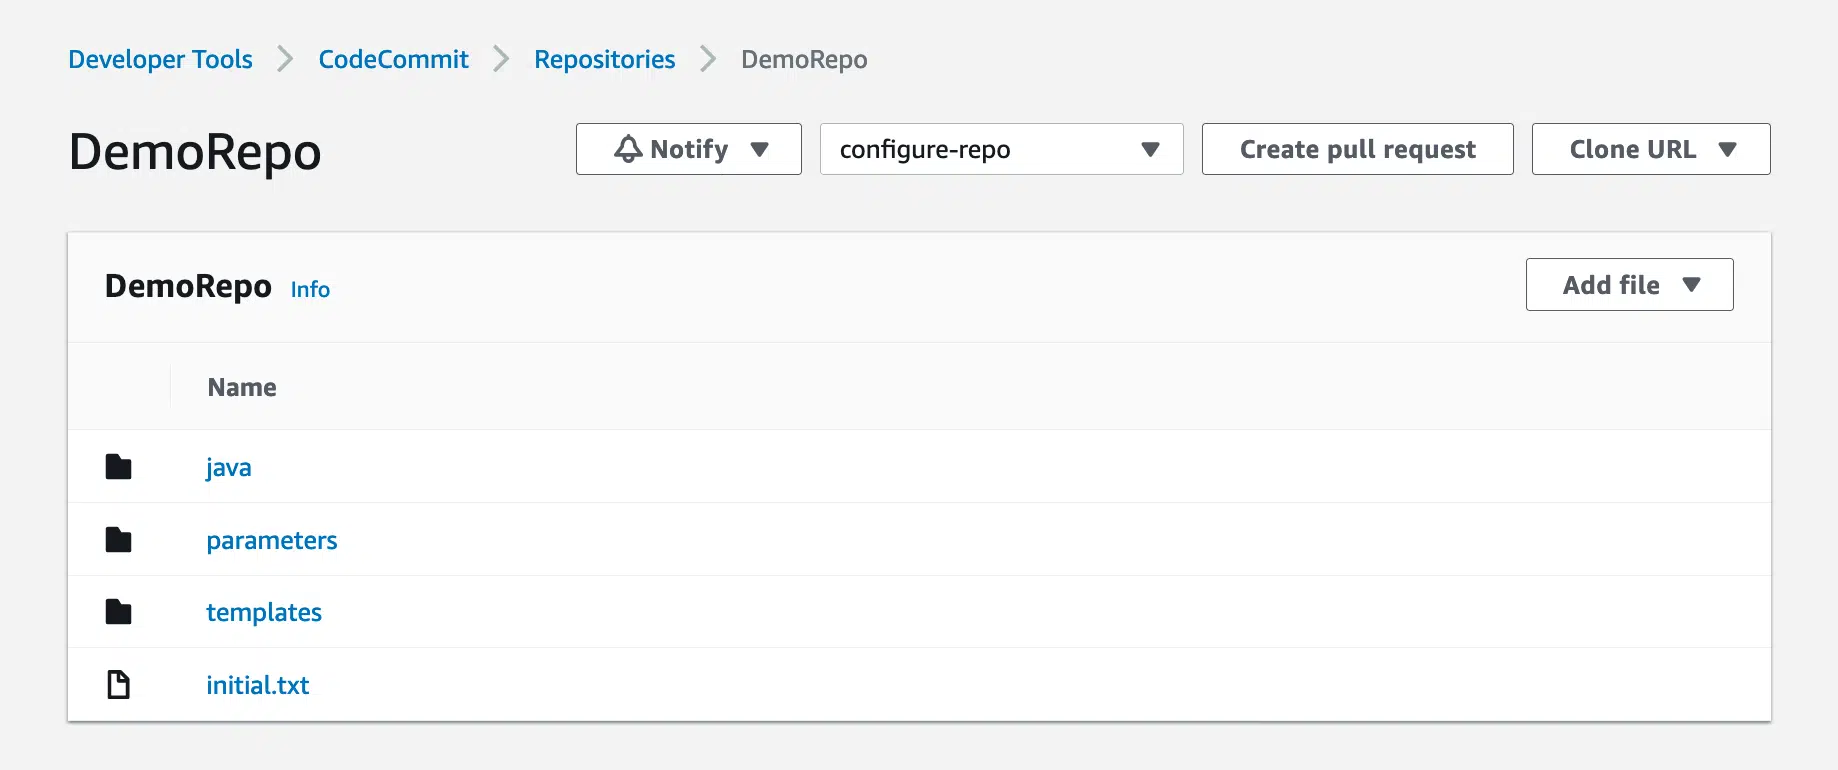 Developer Tools CodeCommit Repositories DemoRepo
DemoRepo Notify configure-repo Create pull request Clone URL
DemoRepo Info Add file
Name
java
parameters
templates
initial.txt